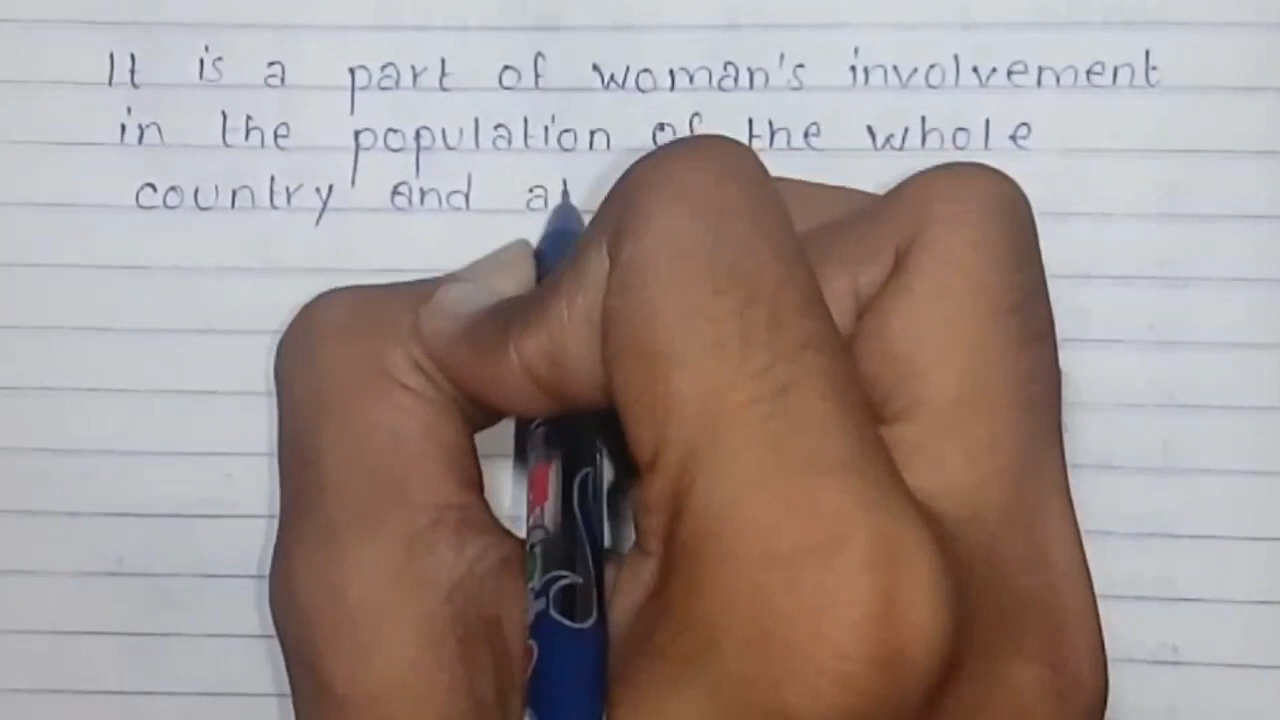 It is a part of woman's involvement
in the population of the whole
country and